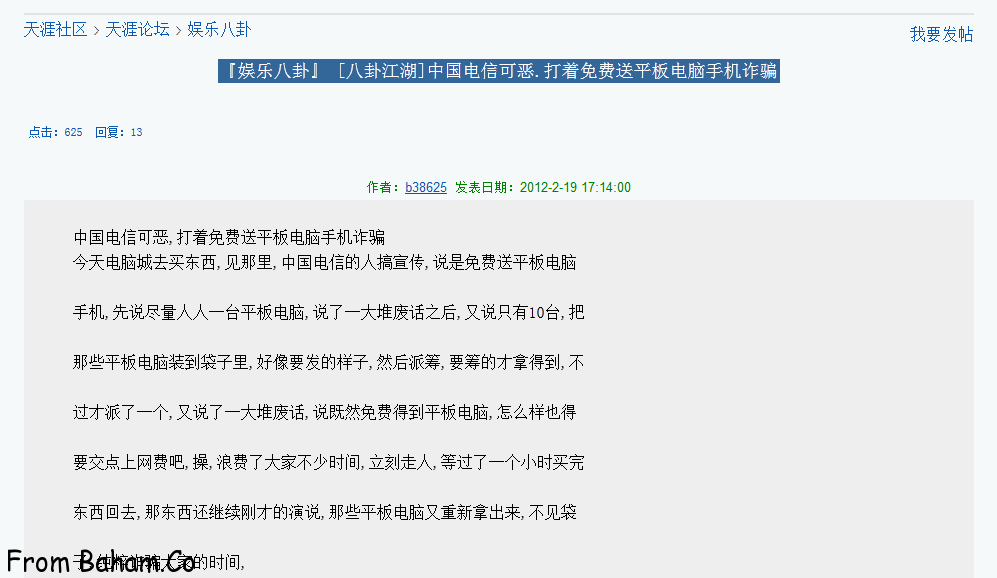 天涯社区 > 天涯论坛 > 娱乐八卦
我要发帖
『娱乐八卦』 [八卦江湖]中国电信可恶.打着免费送平板电脑手机诈骗
点击：625 回复：13
作者：b38625 发表日期：2012-2-19 17:14:00
中国电信可恶,打着免费送平板电脑手机诈骗
今天电脑城去买东西,见那里,中国电信的人搞宣传,说是免费送平板电脑
手机,先说尽量人人一台平板电脑,说了一大堆废话之后,又说只有10台,把
那些平板电脑装到袋子里,好像要发的样子,然后派筹,要筹的才拿得到,不
过才派了一个,又说了一大堆废话,说既然免费得到平板电脑,怎么样也得
要交点上网费吧,操,浪费了大家不少时间,立刻走人,等过了一个小时买完
东西回去,那东西还继续刚才的演说,那些平板电脑又重新拿出来,不见袋
子 纯粹诈骗大家的时间,
From Baham.Co